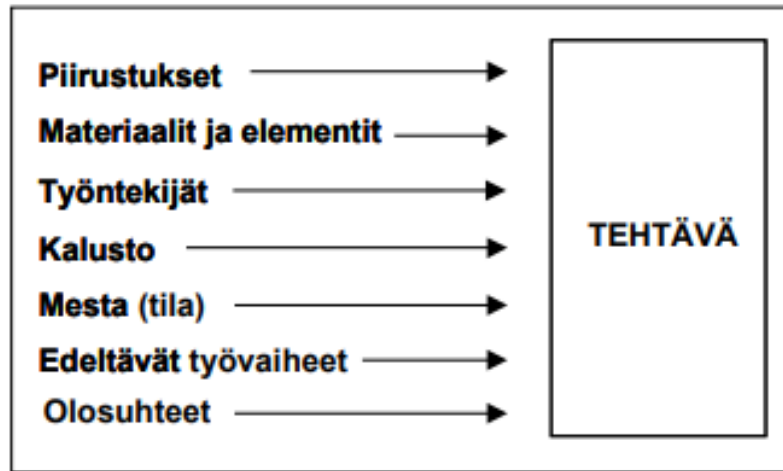 Piirustukset
Materiaalit ja elementit
Työntekijät
Kalusto
Mesta (tila)
Edeltävät työvaiheet
Olosuhteet
TEHTÄVÄ